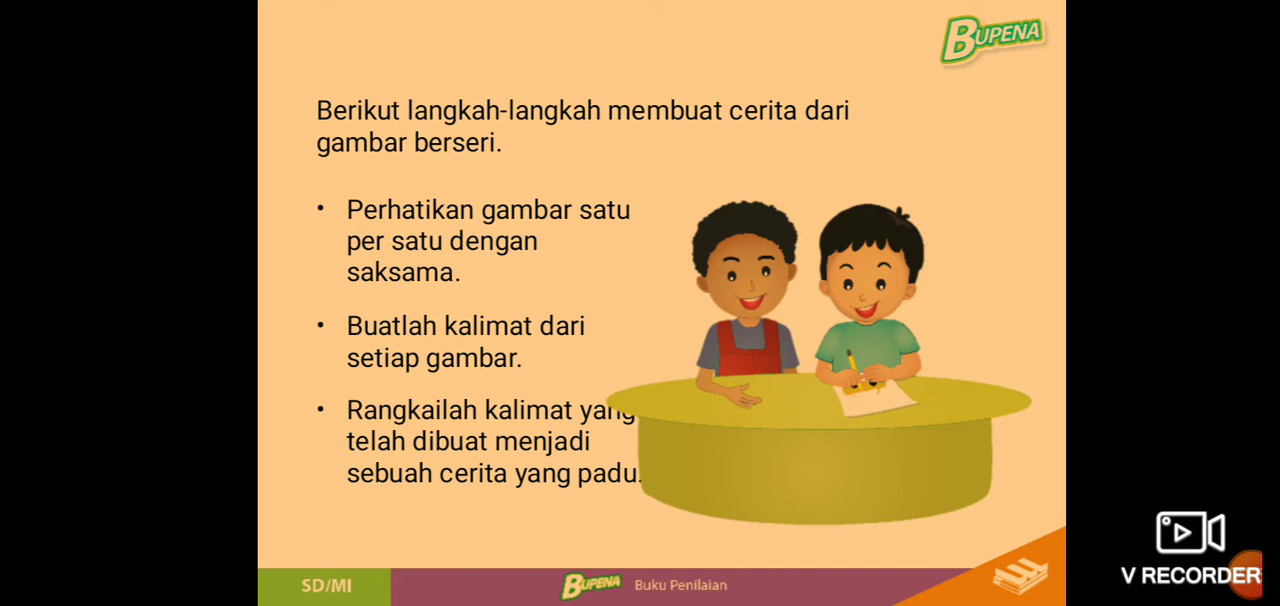 BUPENA
Berikut langkah-langkah membuat cerita dari
gambar berseri.
• Perhatikan gambar satu
per satu dengan
saksama.
• Buatlah kalimat dari
setiap gambar.
• Rangkailah kalimat yang
telah dibuat menjadi
sebuah cerita yang padu.
SD/MI
BUPENA Buku Penilaian
V RECORDER